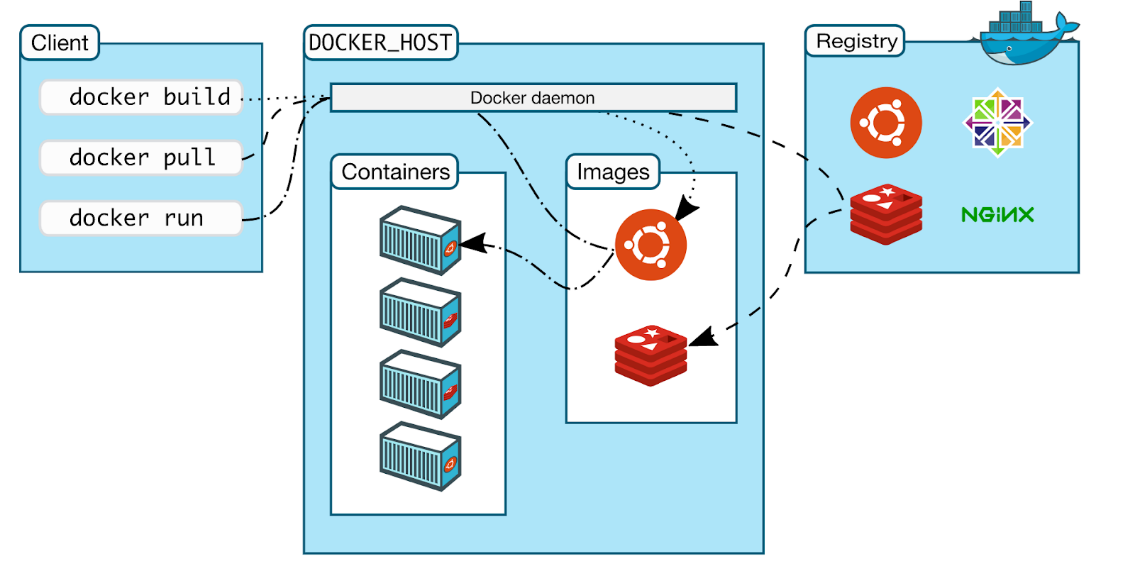 Client
docker build
docker pull
docker run
DOCKER_HOST
Docker daemon
Containers
Images
Registry
NGINX